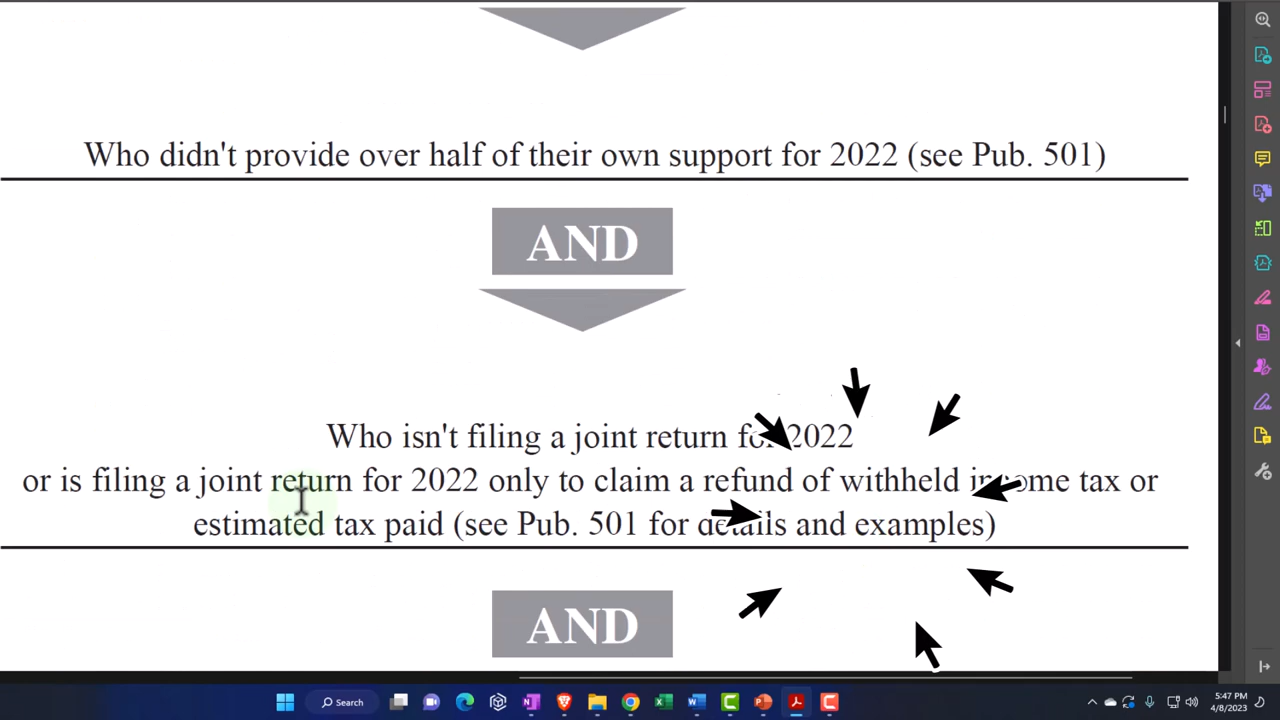 Who didn't provide over half of their own support for 2022 (see Pub. 501)
AND
Who isn't filing a joint return for 2022
or is filing a joint return for 2022 only to claim a refund of withheld income tax or
estimated tax paid (see Pub. 501 for details and examples)
AND
Search
5:47 PM
4/8/2023